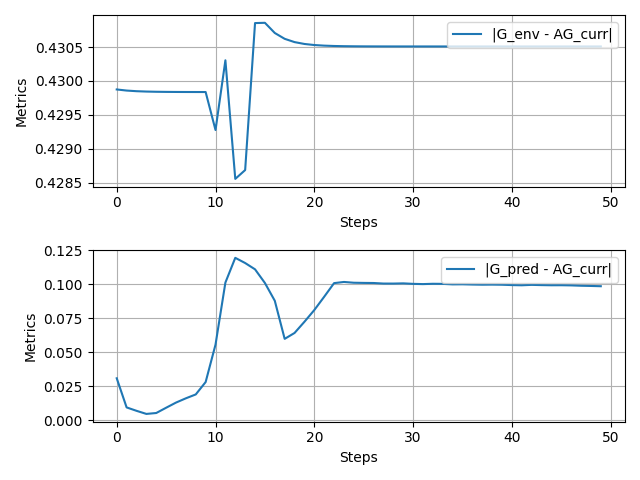 |G_env - AG_curr|
0.4305
0.4300
0.4295
0.4290
0.4285
Metrics
0 10 20 30 40 50
Steps
|G_pred - AG_curr|
0.125
0.100
0.075
0.050
0.025
0.000
Metrics
0 10 20 30 40 50
Steps